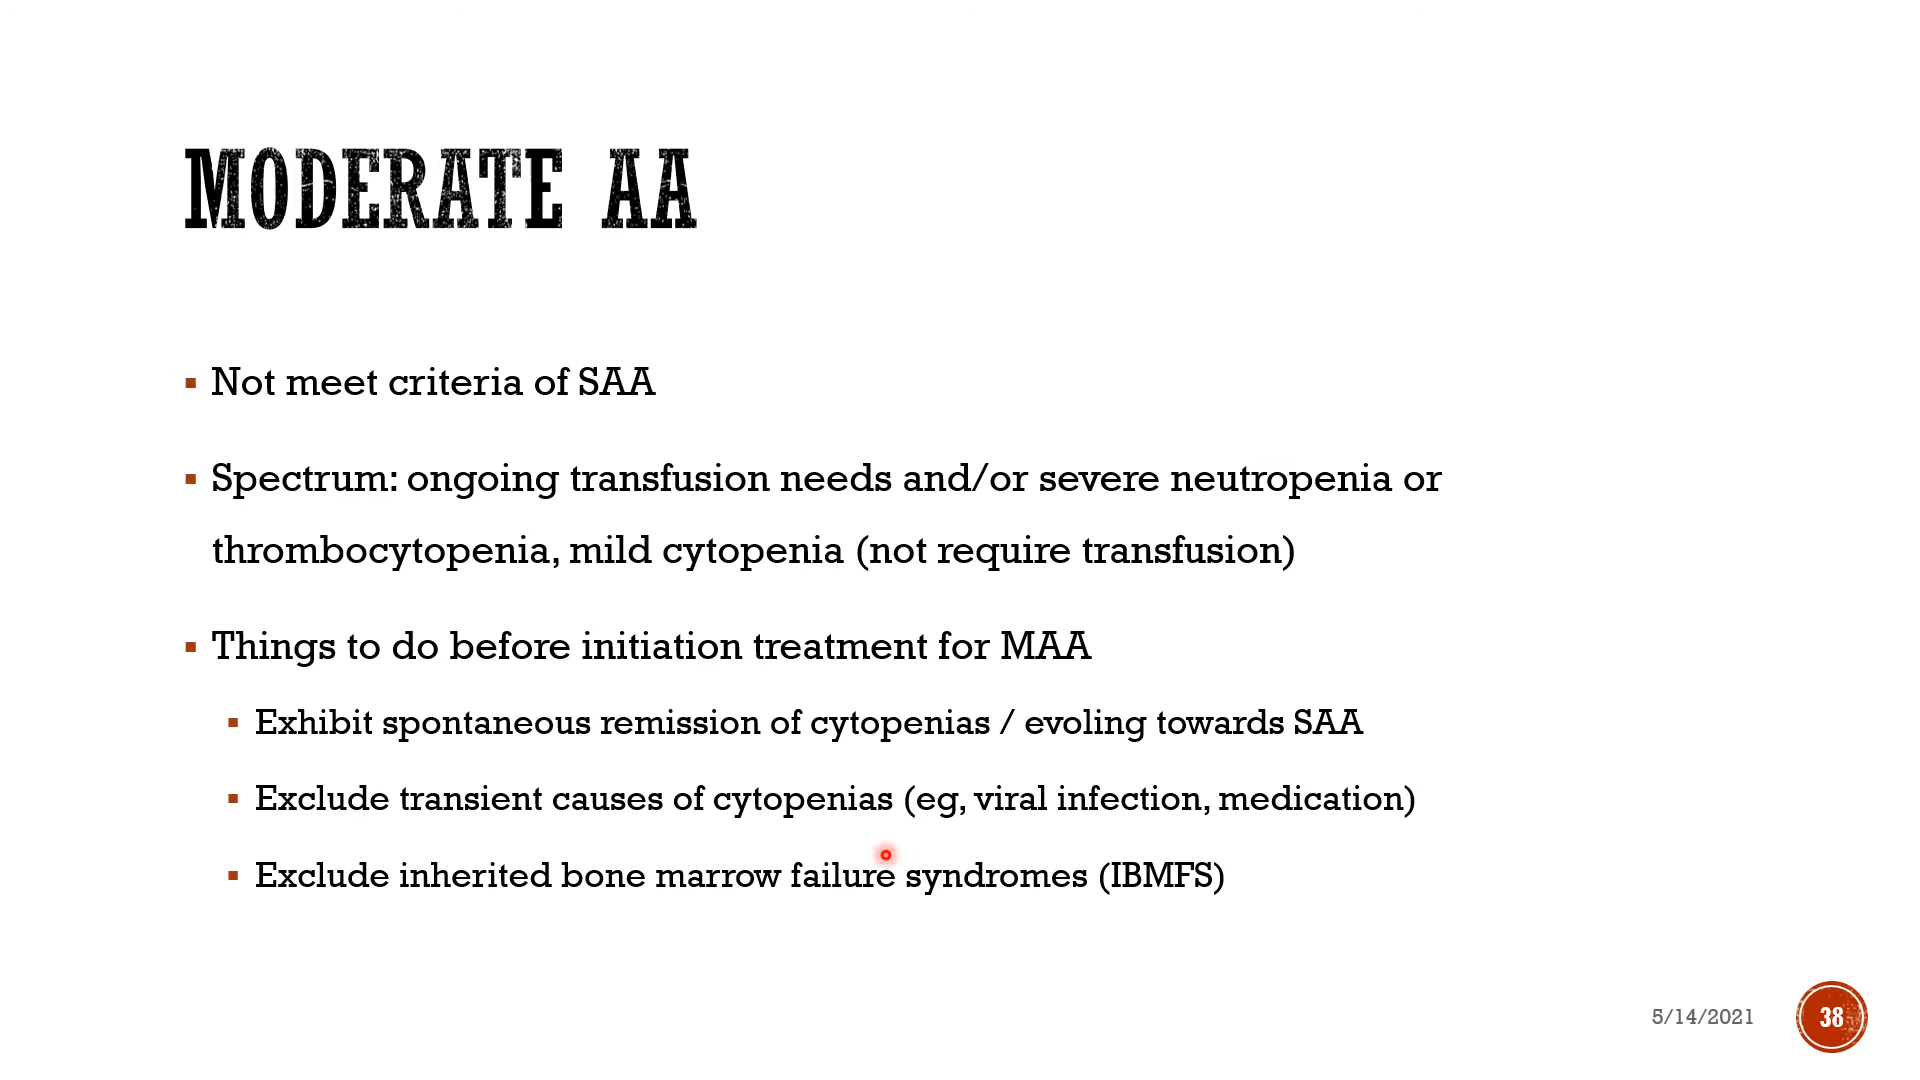 MODERATE AA
Not meet criteria of SAA
Spectrum: ongoing transfusion needs and/or severe neutropenia or
thrombocytopenia, mild cytopenia (not require transfusion)
Things to do before initiation treatment for MAA
Exhibit spontaneous remission of cytopenias / evoling towards SAA
Exclude transient causes of cytopenias (eg, viral infection, medication)
Exclude inherited bone marrow failure syndromes (IBMFS)
5/14/2021
38